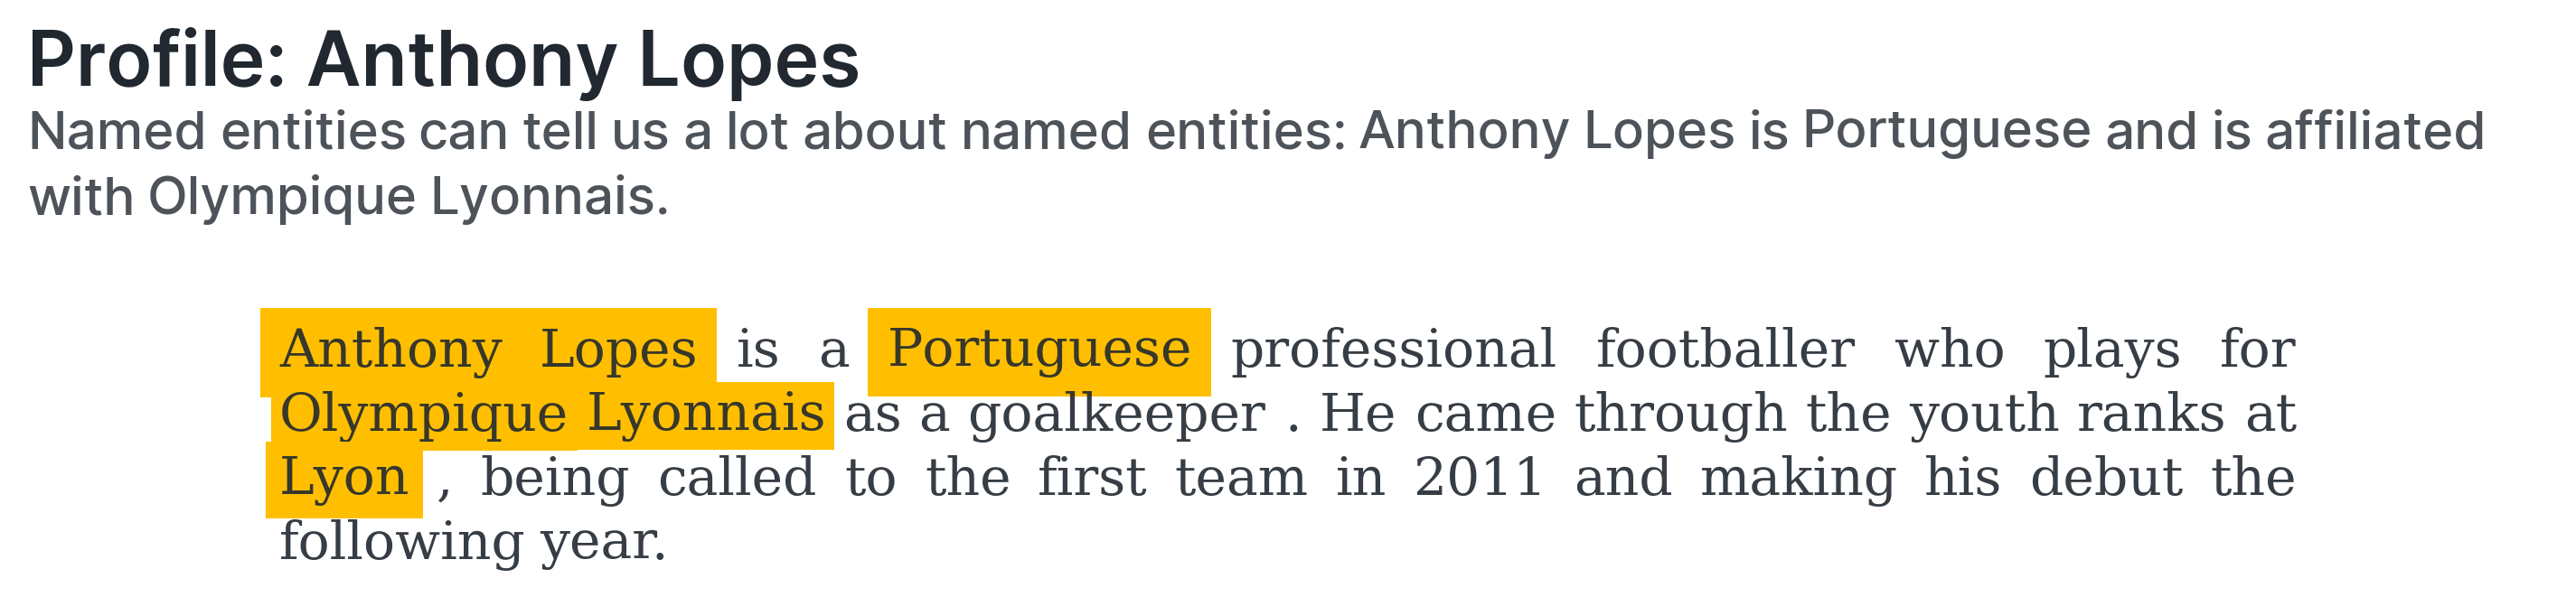 Profile: Anthony Lopes
Named entities can tell us a lot about named entities: Anthony Lopes is Portuguese and is affiliated
with Olympique Lyonnais.
Anthony Lopes is a Portuguese professional footballer who plays for
Olympique Lyonnais as a goalkeeper . He came through the youth ranks at
Lyon , being called to the first team in 2011 and making his debut the
following year.